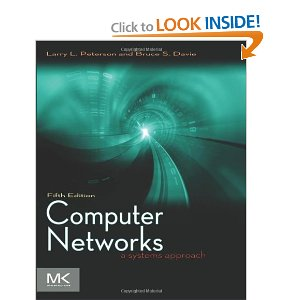 Click to
LOOK INSIDE!
Larry L. Peterson and Bruce S. Davie
Fifth Edition
Computer
Networks
a systems approach
MK